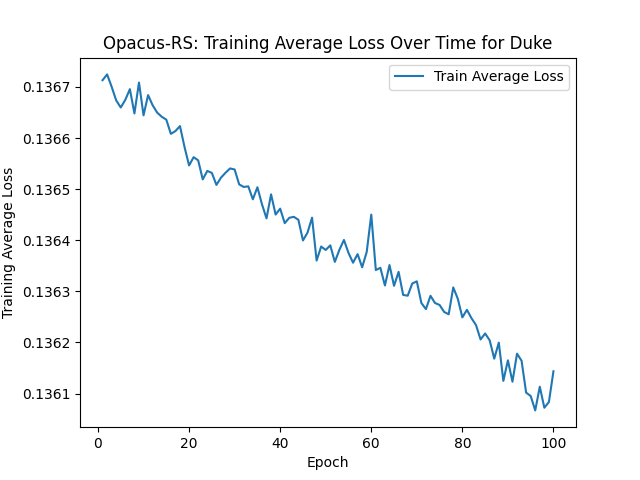 Opacus-RS: Training Average Loss Over Time for Duke
Train Average Loss
Training Average Loss
0.1367
0.1366
0.1365
0.1364
0.1363
0.1362
0.1361
0 20 40 60 80 100
Epoch